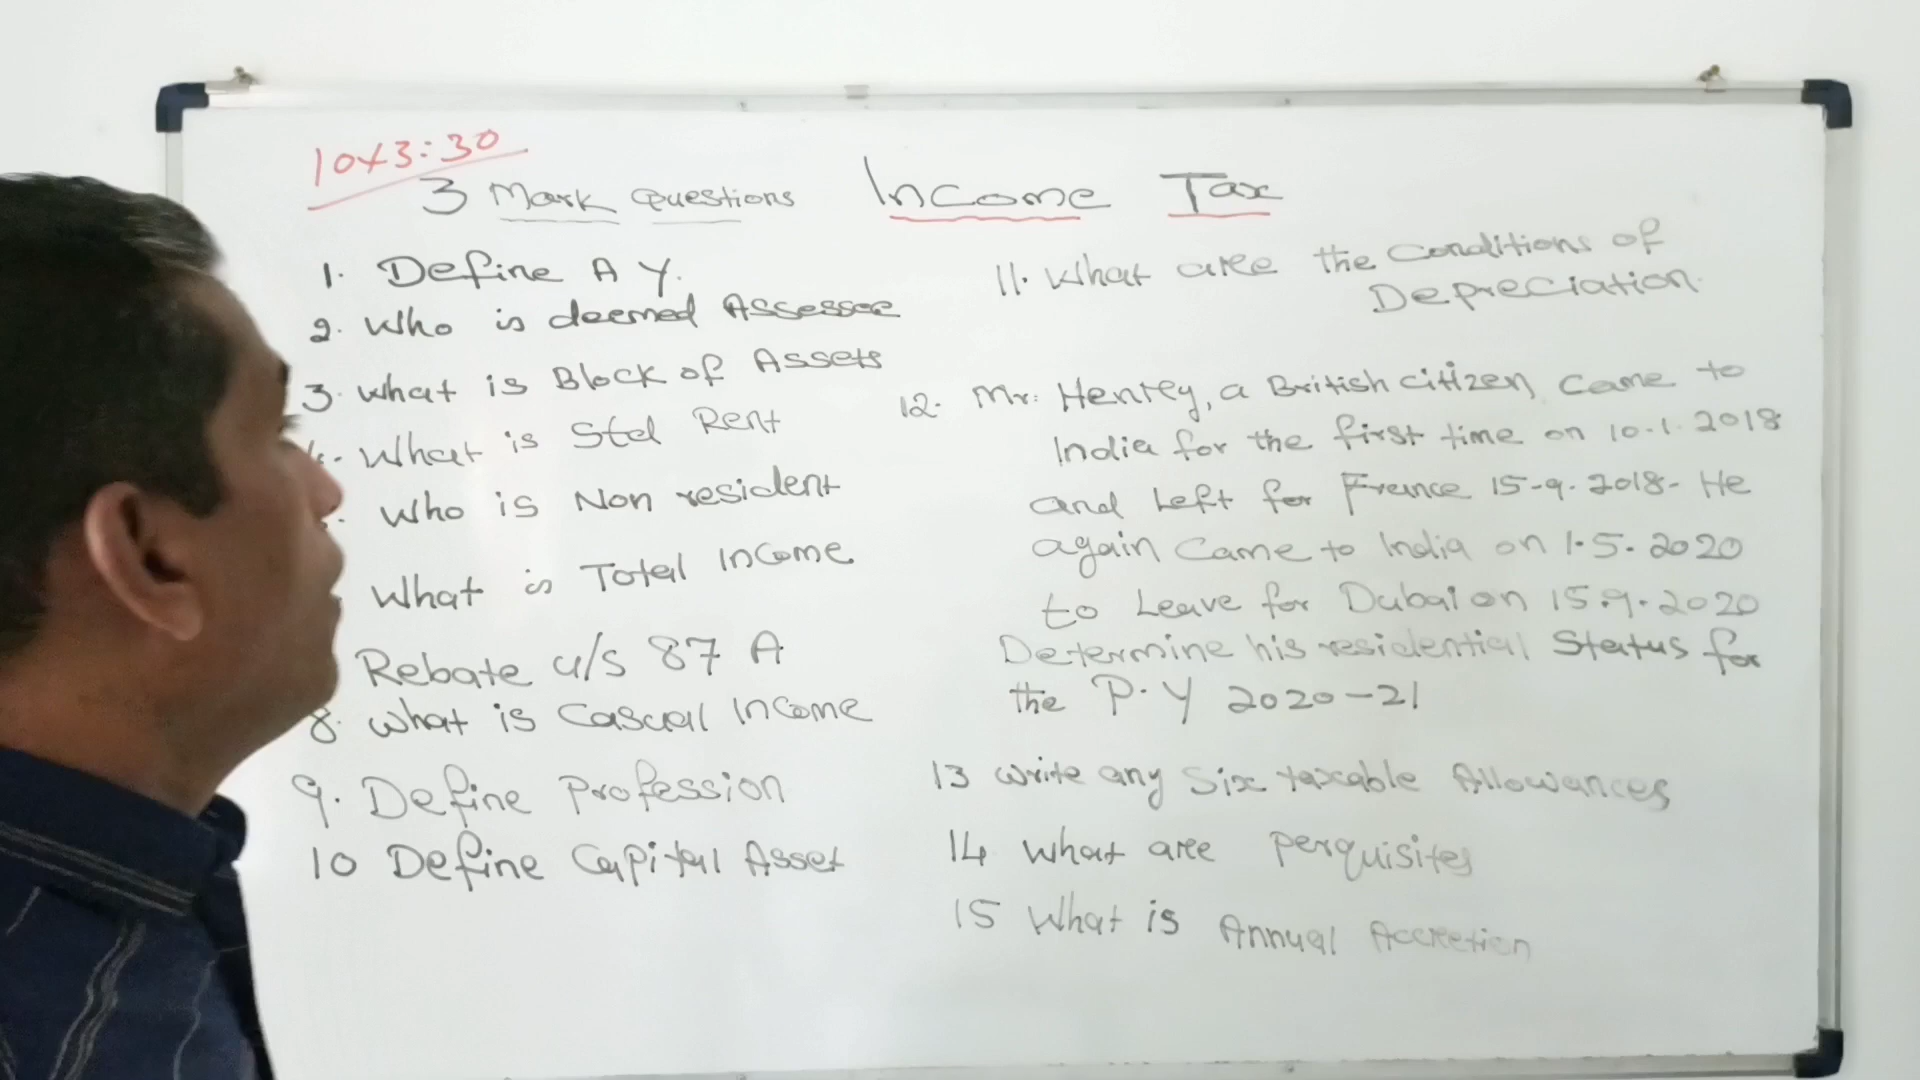 10x3:30
3 Mark Questions Income Tax
1. Define A Y.
2. Who is deemed Assessee
3. What is Block of Assets
What is Std Rent
Who is Non resident
What is Total Income
Rebate u/s 87 A
8. What is Casual Income
9. Define Profession
10 Define Capital Asset
11. What are the Conditions of
Depreciation.
12. Mr. Henrey, a British citizen, came to
India for the first time on 10.1.2018
and Left for France 15-9-2018- He
again came to India on 1.5.2020
to Leave for Dubai on 15.9.2020
Determine his residential Status for
the P.Y 2020-21
13 Write any Six taxable Allowances
14 What are perquisites
15 What is Annual Accretion